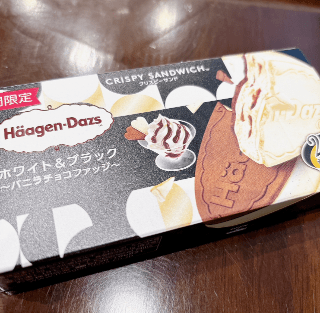 CRISPY SANDWICH
クリスピーサンド
間限定
Häagen-Dazs
ホワイト&ブラック
~バニラチョコファッジ~